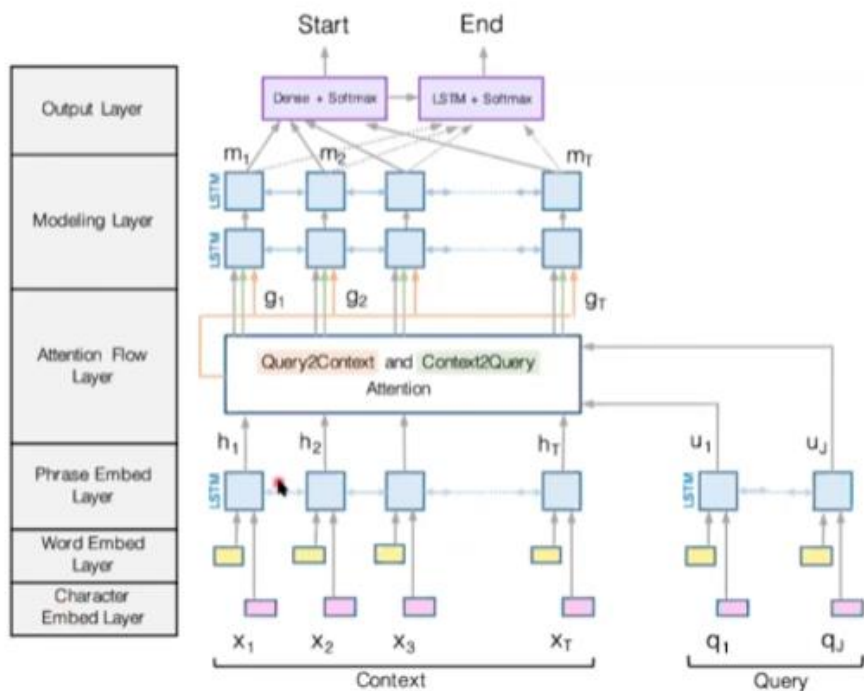 Start End
Output Layer
Dense + Softmax LSTM + Softmax
m1 m2 mT
LSTM
Modeling Layer
LSTM
g1 g2 gT
Attention Flow
Layer
Query2Context and Context2Query
Attention
h1 h2 hT u1 uJ
Phrase Embed
Layer
LSTM LSTM
Word Embed
Layer
Character
Embed Layer
x1 x2 x3 xT q1 qJ
Context Query